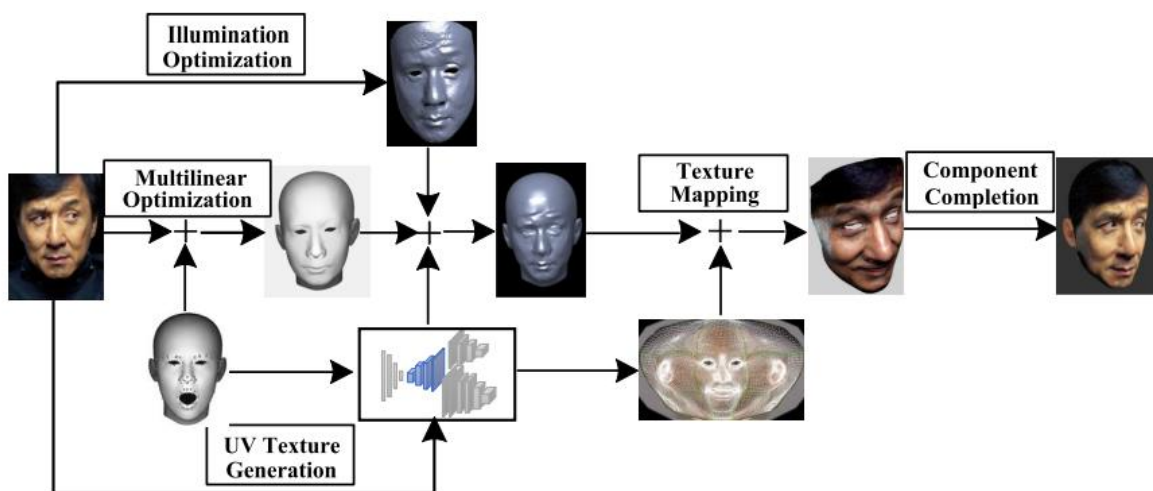 Illumination
Optimization
Multilinear
Optimization
Texture
Mapping
Component
Completion
UV Texture
Generation